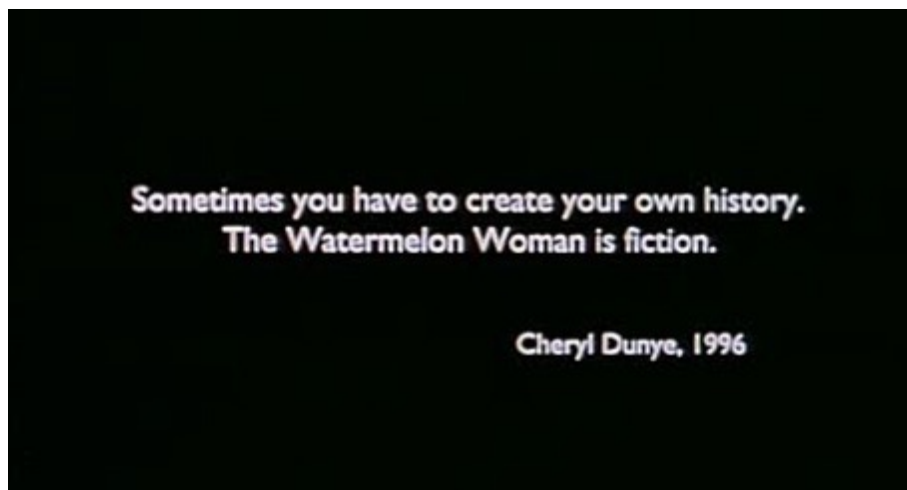 Sometimes you have to create your own history.
The Watermelon Woman is fiction.
Cheryl Dunye, 1996